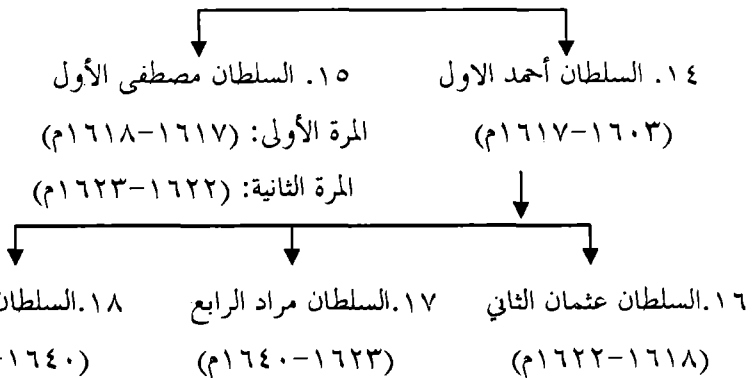 ١٤. السلطان أحمد الاول ١٥. السلطان مصطفى الأول
(١٦٠٣-١٦١٧م) المرة الأولى: (١٦١٧-١٦١٨م)
المرة الثانية: (١٦٢٢-١٦٢٣م)
١٦.السلطان عثمان الثاني ١٧.السلطان مراد الرابع ١٨.السلطان
(١٦١٨-١٦٢٢م) (١٦٢٣-١٦٤٠م) (١٦٤٠-